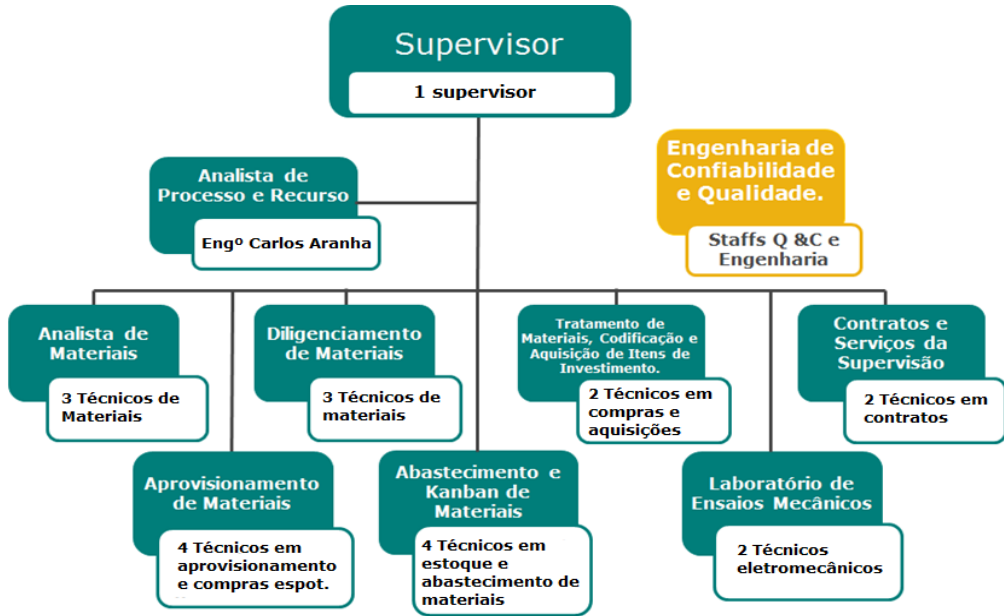 Supervisor
1 supervisor
Analista de
Processo e Recurso
Engº Carlos Aranha
Engenharia de
Confiabilidade
e Qualidade.
Staffs Q &C e
Engenharia
Analista de
Materiais
3 Técnicos de
Materiais
Diligenciamento
de Materiais
3 Técnicos de
materiais
Tratamento de
Materiais, Codificação e
Aquisição de Itens de
Investimento.
2 Técnicos em
compras e
aquisições
Contratos e
Serviços da
Supervisão
2 Técnicos em
contratos
Aprovisionamento
de Materiais
4 Técnicos em
aprovisionamento
e compras espot.
Abastecimento e
Kanban de
Materiais
4 Técnicos em
estoque e
abastecimento de
materiais
Laboratório de
Ensaios Mecânicos
2 Técnicos
eletromecânicos